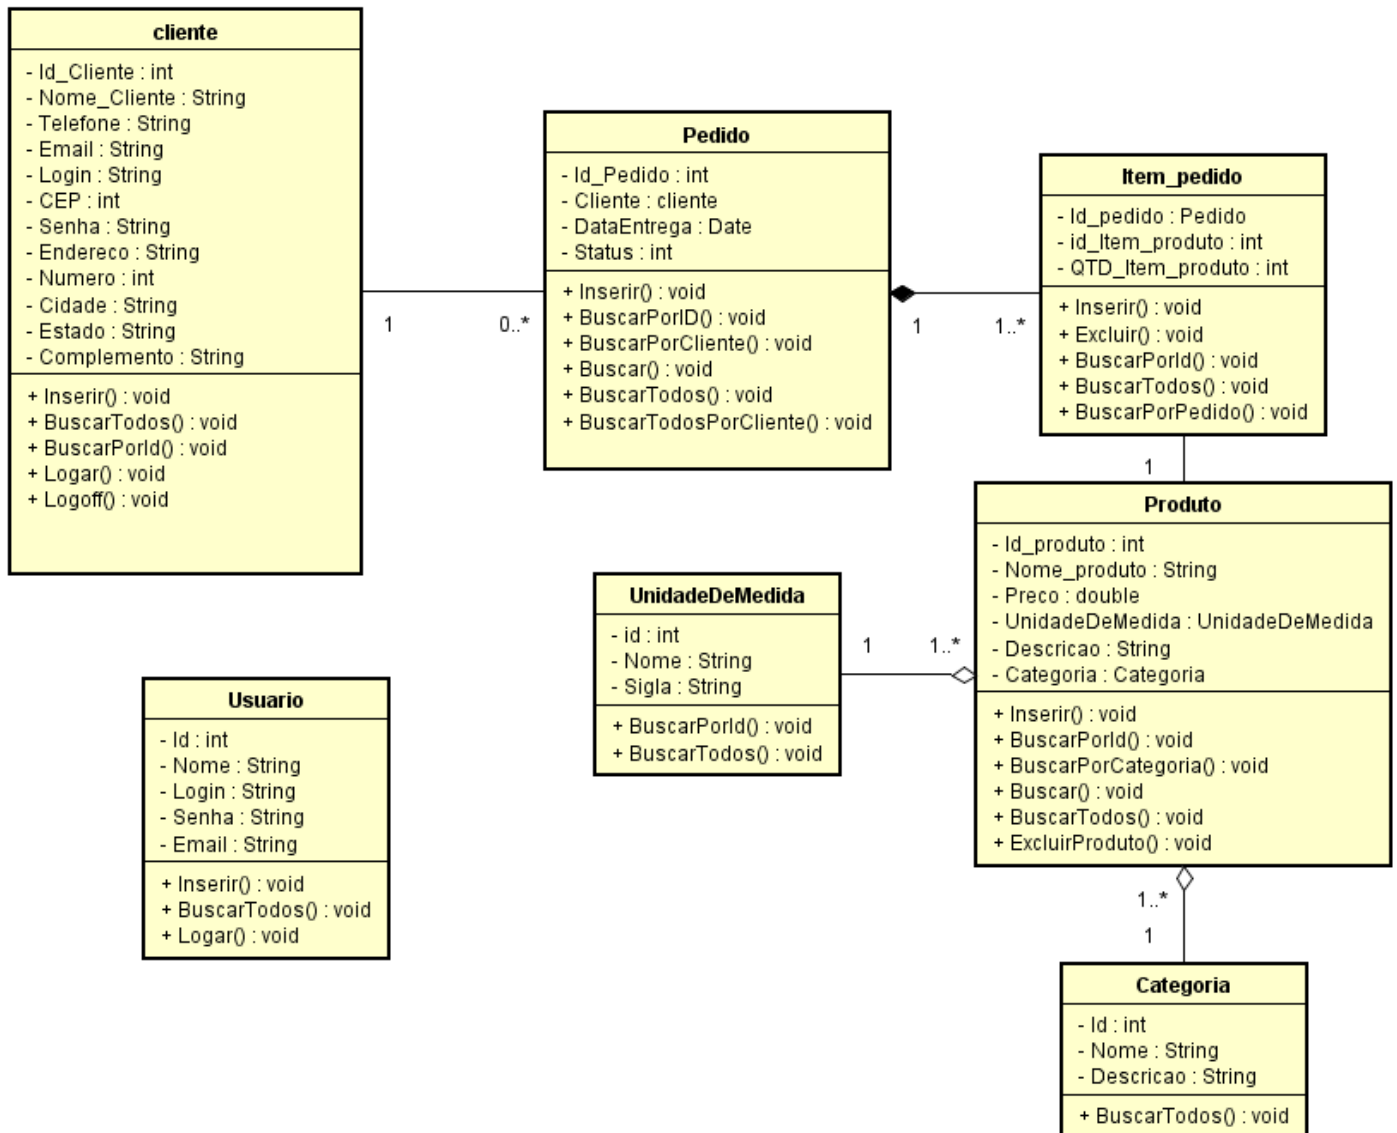 cliente
- Id_Cliente : int
- Nome_Cliente : String
- Telefone : String
- Email : String
- Login : String
- CEP : int
- Senha : String
- Endereco : String
- Numero : int
- Cidade : String
- Estado : String
- Complemento : String
+ Inserir() : void
+ BuscarTodos() : void
+ BuscarPorId() : void
+ Logar() : void
+ Logoff() : void
1
0..*
Pedido
- Id_Pedido : int
- Cliente : cliente
- DataEntrega : Date
- Status : int
+ Inserir() : void
+ BuscarPorID() : void
+ BuscarPorCliente() : void
+ Buscar() : void
+ BuscarTodos() : void
+ BuscarTodosPorCliente() : void
1
1..*
Item_pedido
- Id_pedido : Pedido
- id_Item_produto : int
- QTD_Item_produto : int
+ Inserir() : void
+ Excluir() : void
+ BuscarPorId() : void
+ BuscarTodos() : void
+ BuscarPorPedido() : void
1
Produto
- Id_produto : int
- Nome_produto : String
- Preco : double
- UnidadeDeMedida : UnidadeDeMedida
- Descricao : String
- Categoria : Categoria
+ Inserir() : void
+ BuscarPorId() : void
+ BuscarPorCategoria() : void
+ Buscar() : void
+ BuscarTodos() : void
+ ExcluirProduto() : void
UnidadeDeMedida
- id : int
- Nome : String
- Sigla : String
+ BuscarPorId() : void
+ BuscarTodos() : void
1
1..*
Usuario
- Id : int
- Nome : String
- Login : String
- Senha : String
- Email : String
+ Inserir() : void
+ BuscarTodos() : void
+ Logar() : void
1..*
1
Categoria
- Id : int
- Nome : String
- Descricao : String
+ BuscarTodos() : void